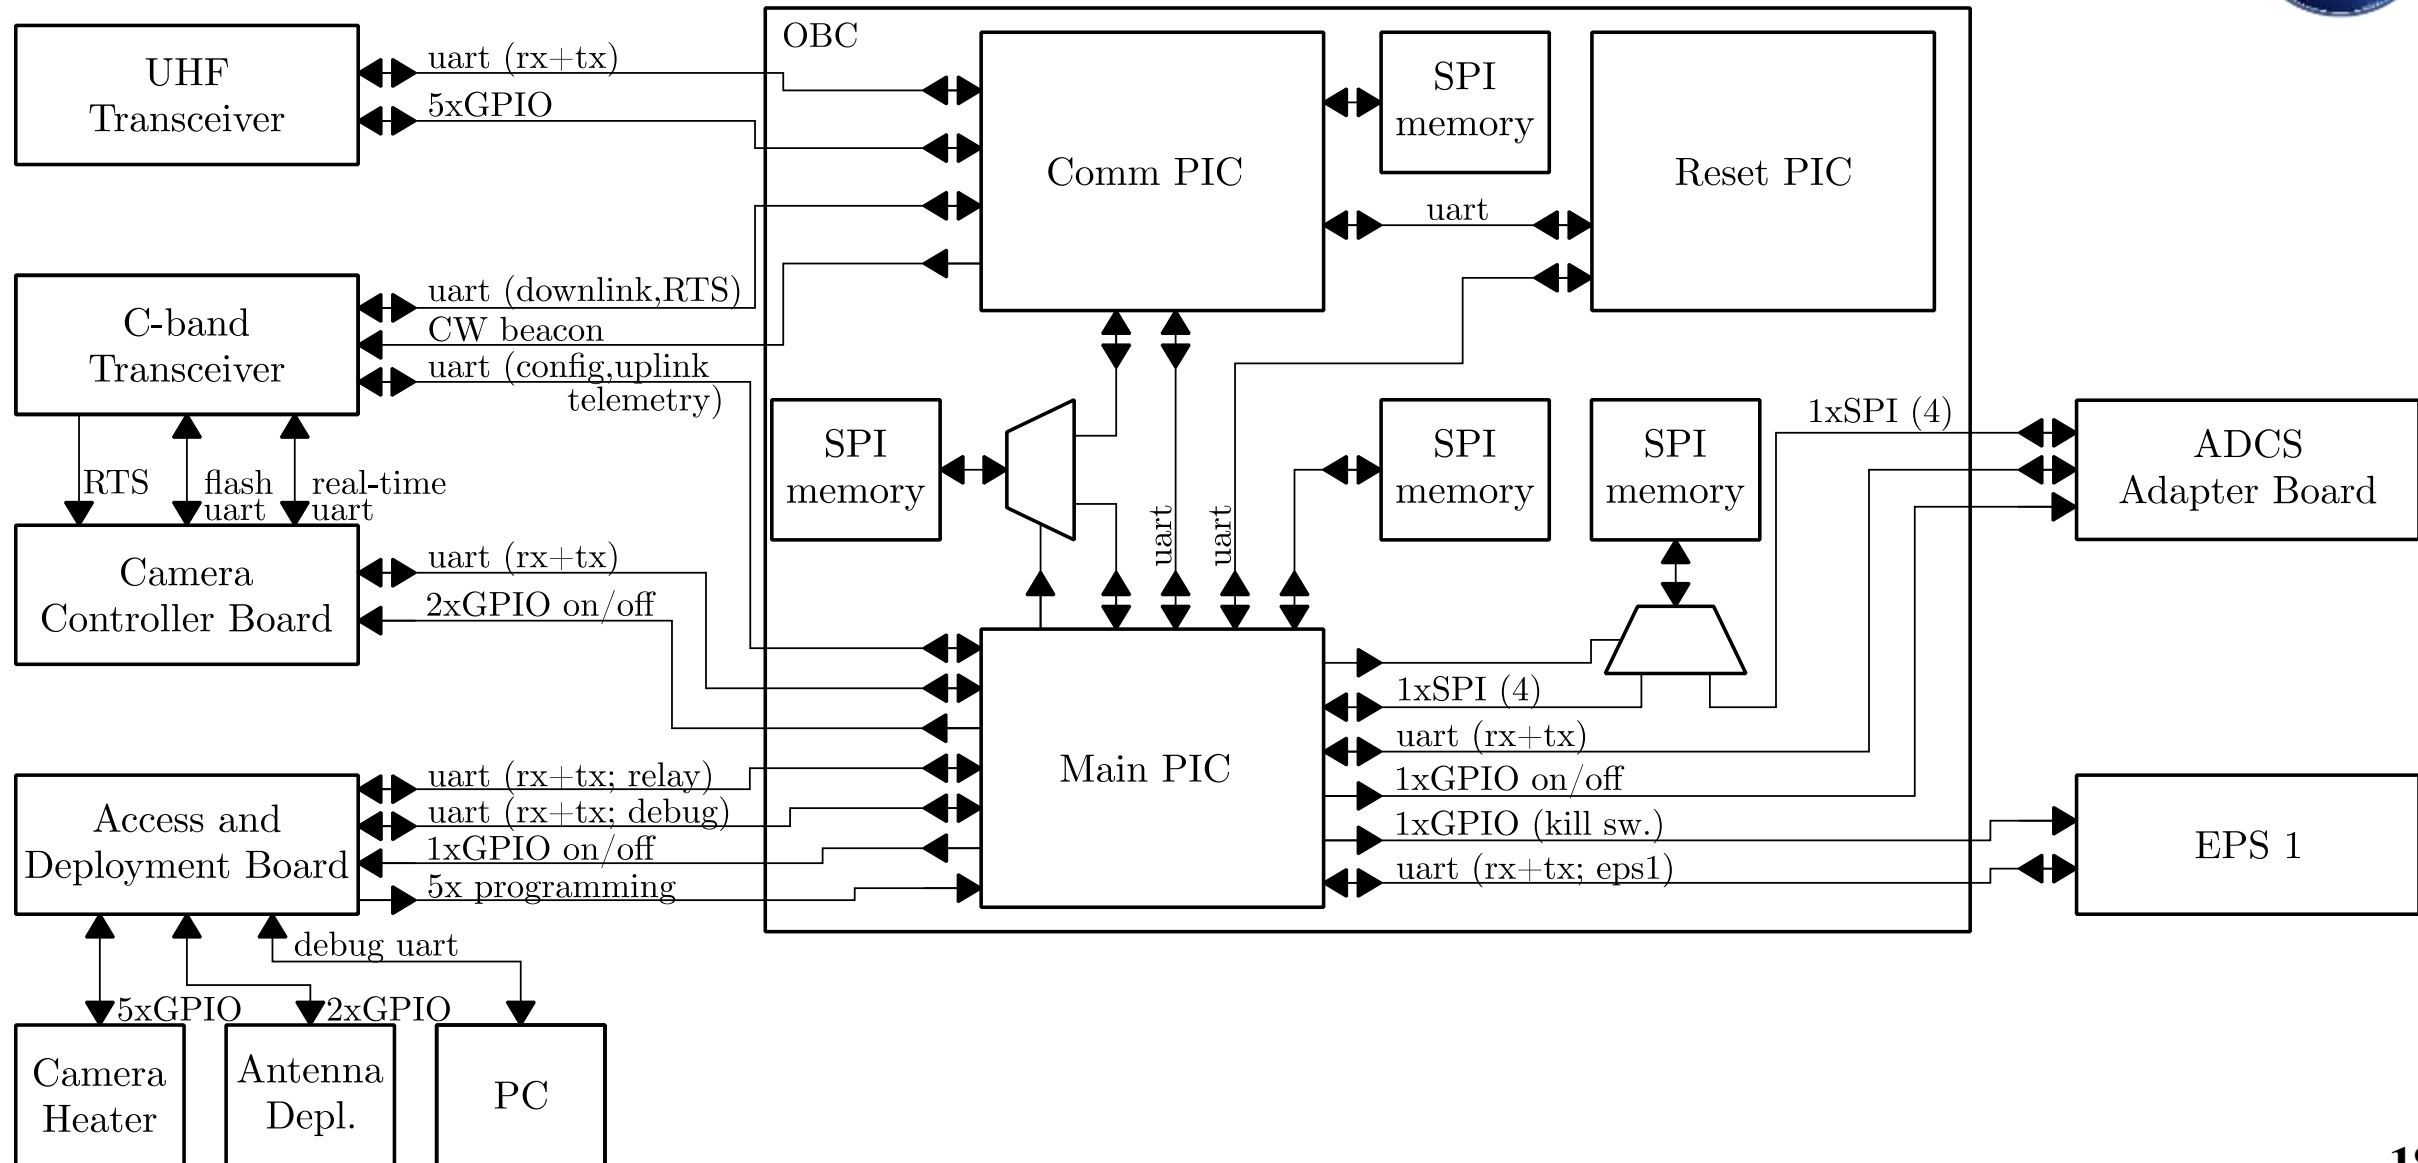 OBC
UHF
Transceiver
uart (rx+tx)
5xGPIO
Comm PIC
SPI
memory
Reset PIC
uart
C-band
Transceiver
uart (downlink,RTS)
CW beacon
uart (config,uplink
telemetry)
RTS
flash
uart
real-time
uart
SPI
memory
uart
uart
SPI
memory
SPI
memory
1xSPI (4)
ADCS
Adapter Board
Camera
Controller Board
uart (rx+tx)
2xGPIO on/off
Main PIC
1xSPI (4)
uart (rx+tx)
1xGPIO on/off
1xGPIO (kill sw.)
uart (rx+tx; eps1)
EPS 1
Access and
Deployment Board
uart (rx+tx; relay)
uart (rx+tx; debug)
1xGPIO on/off
5x programming
debug uart
5xGPIO
2xGPIO
Camera
Heater
Antenna
Depl.
PC